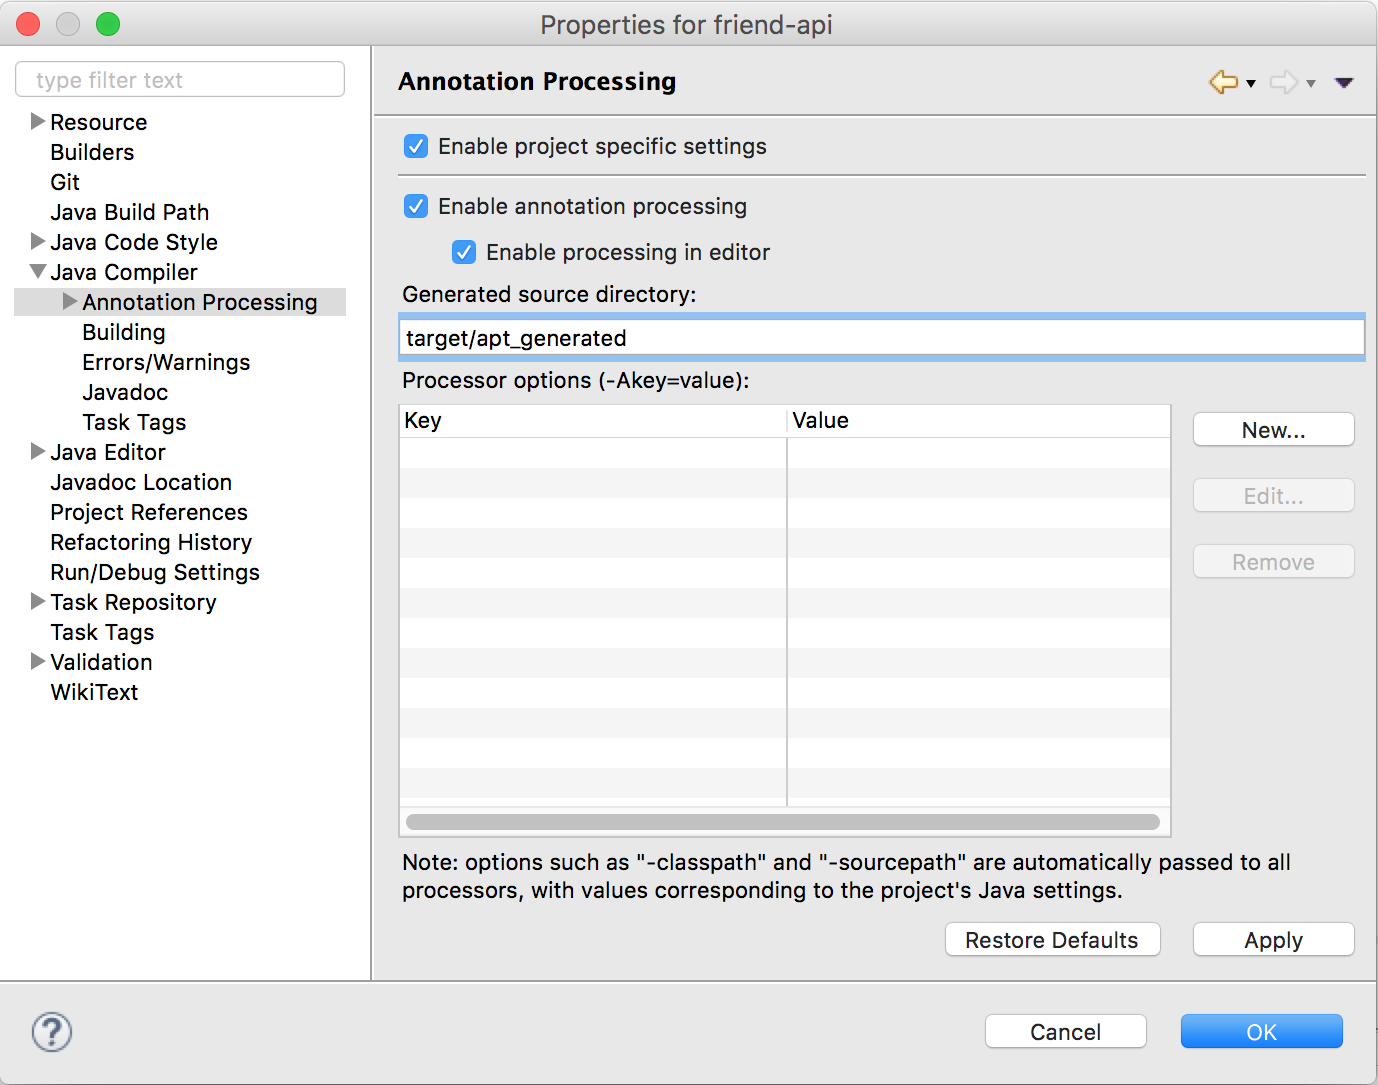 Properties for friend-api
type filter text
Resource
Builders
Git
Java Build Path
Java Code Style
Java Compiler
Annotation Processing
Building
Errors/Warnings
Javadoc
Task Tags
Java Editor
Javadoc Location
Project References
Refactoring History
Run/Debug Settings
Task Repository
Task Tags
Validation
WikiText
Annotation Processing
Enable project specific settings
Enable annotation processing
Enable processing in editor
Generated source directory:
target/apt_generated
Processor options (-Akey=value):
Key Value
New...
Edit...
Remove
Note: options such as "-classpath" and "-sourcepath" are automatically passed to all
processors, with values corresponding to the project's Java settings.
Restore Defaults Apply
? Cancel OK